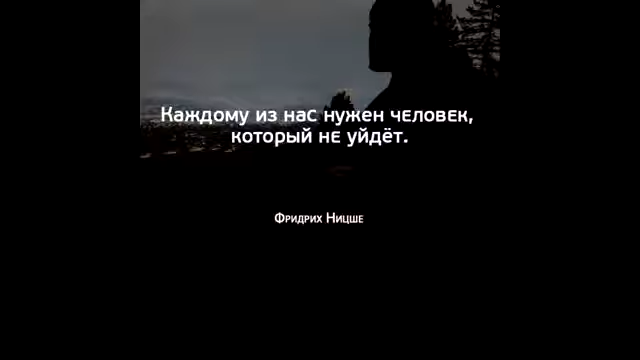 Каждому из нас нужен человек,
который не уйдёт.
Фридрих Ницше